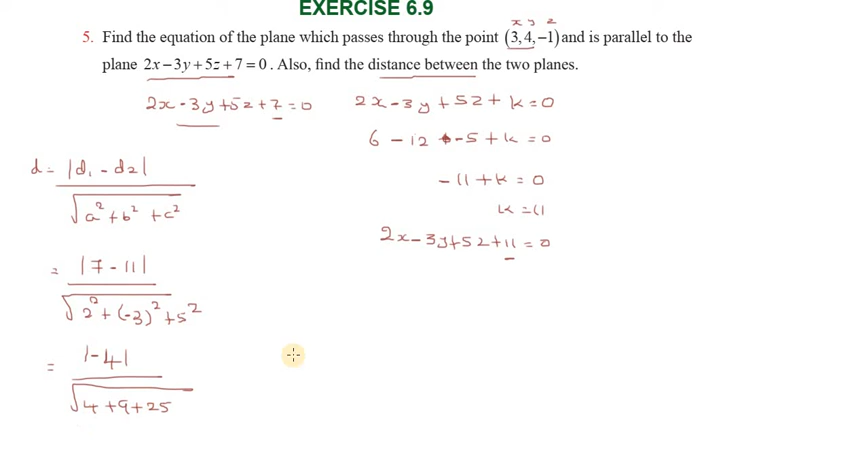 EXERCISE 6.9
x y z
5. Find the equation of the plane which passes through the point (3, 4, −1) and is parallel to the
plane 2x − 3y + 5z + 7 = 0. Also, find the distance between the two planes.
2x - 3y + 5z + 7 = 0
2x - 3y + 5z + k = 0
6 - 12 - 5 + k = 0
- 11 + k = 0
k = 11
2x - 3y + 5z + 11 = 0
d = |d₁ - d₂|
√a² + b² + c²
= |7 - 11|
√2² + (-3)² + 5²
= |-4|
√4 + 9 + 25